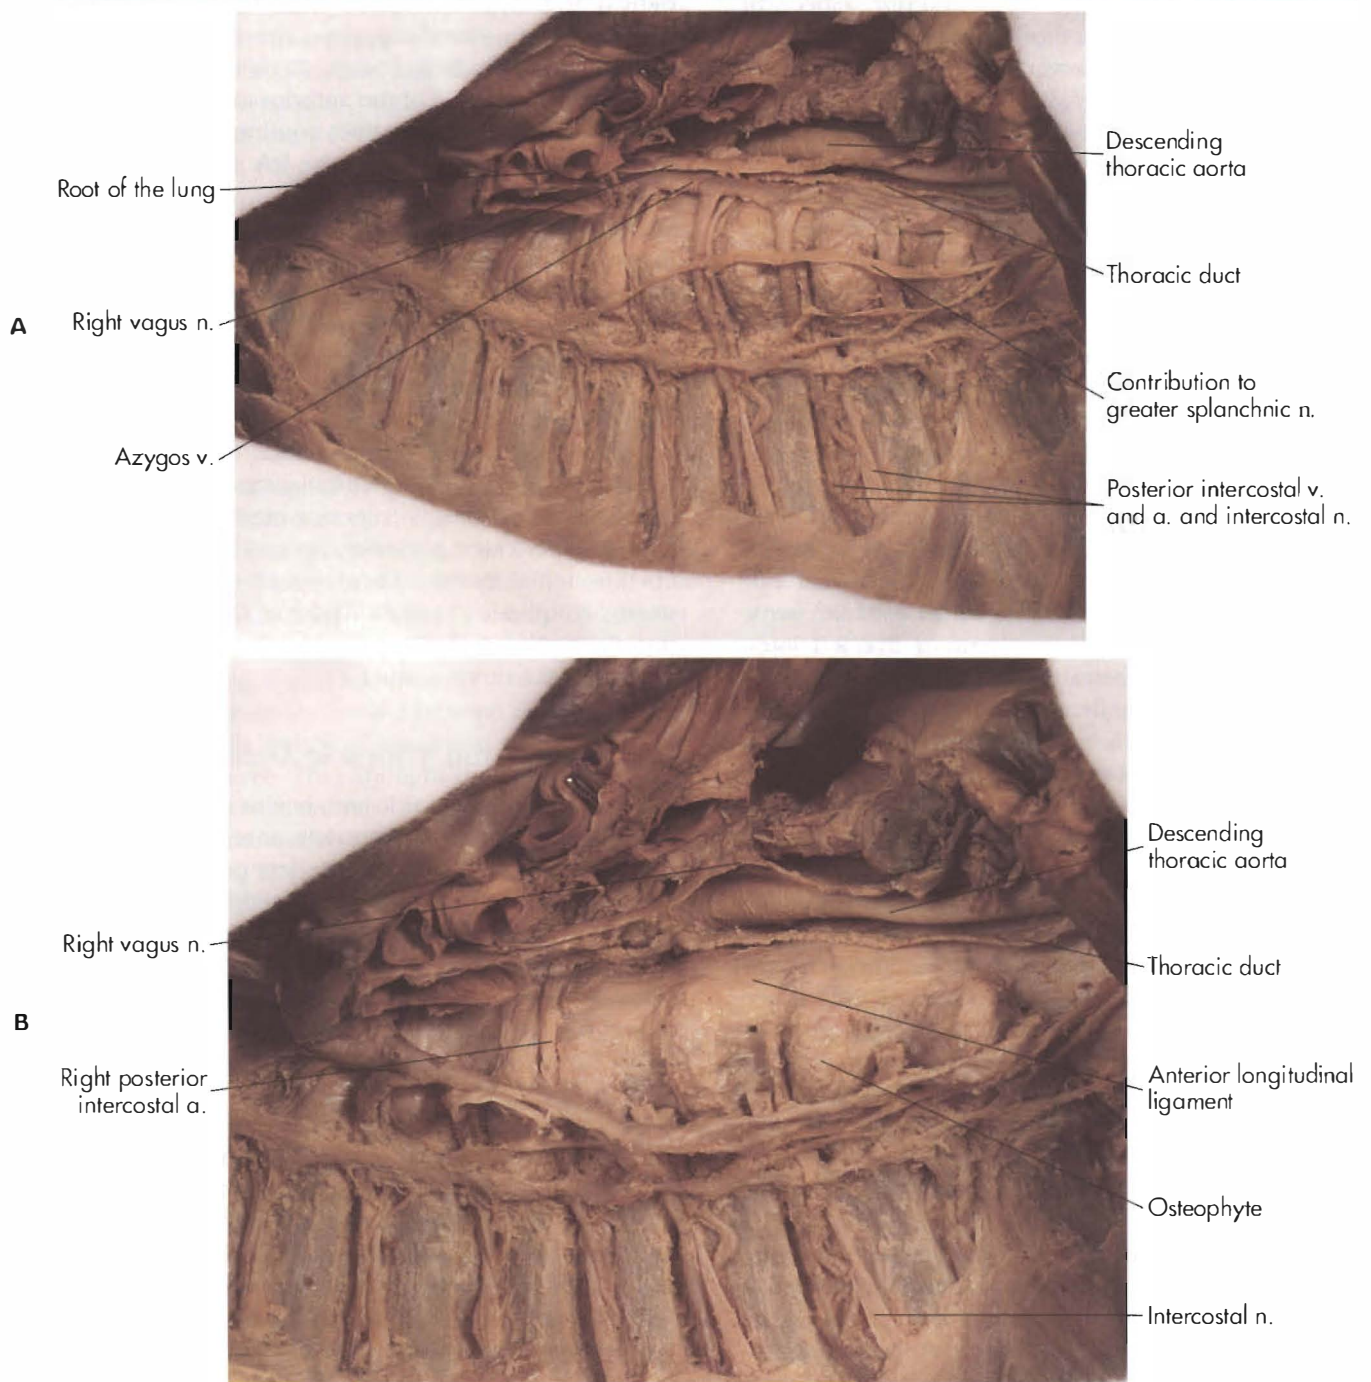 A
Root of the lung
Right vagus n.
Azygos v.
Descending
thoracic aorta
Thoracic duct
Contribution to
greater splanchnic n.
Posterior intercostal v.
and a. and intercostal n.
B
Right vagus n.
Right posterior
intercostal a.
Descending
thoracic aorta
Thoracic duct
Anterior longitudinal
ligament
Osteophyte
Intercostal n.